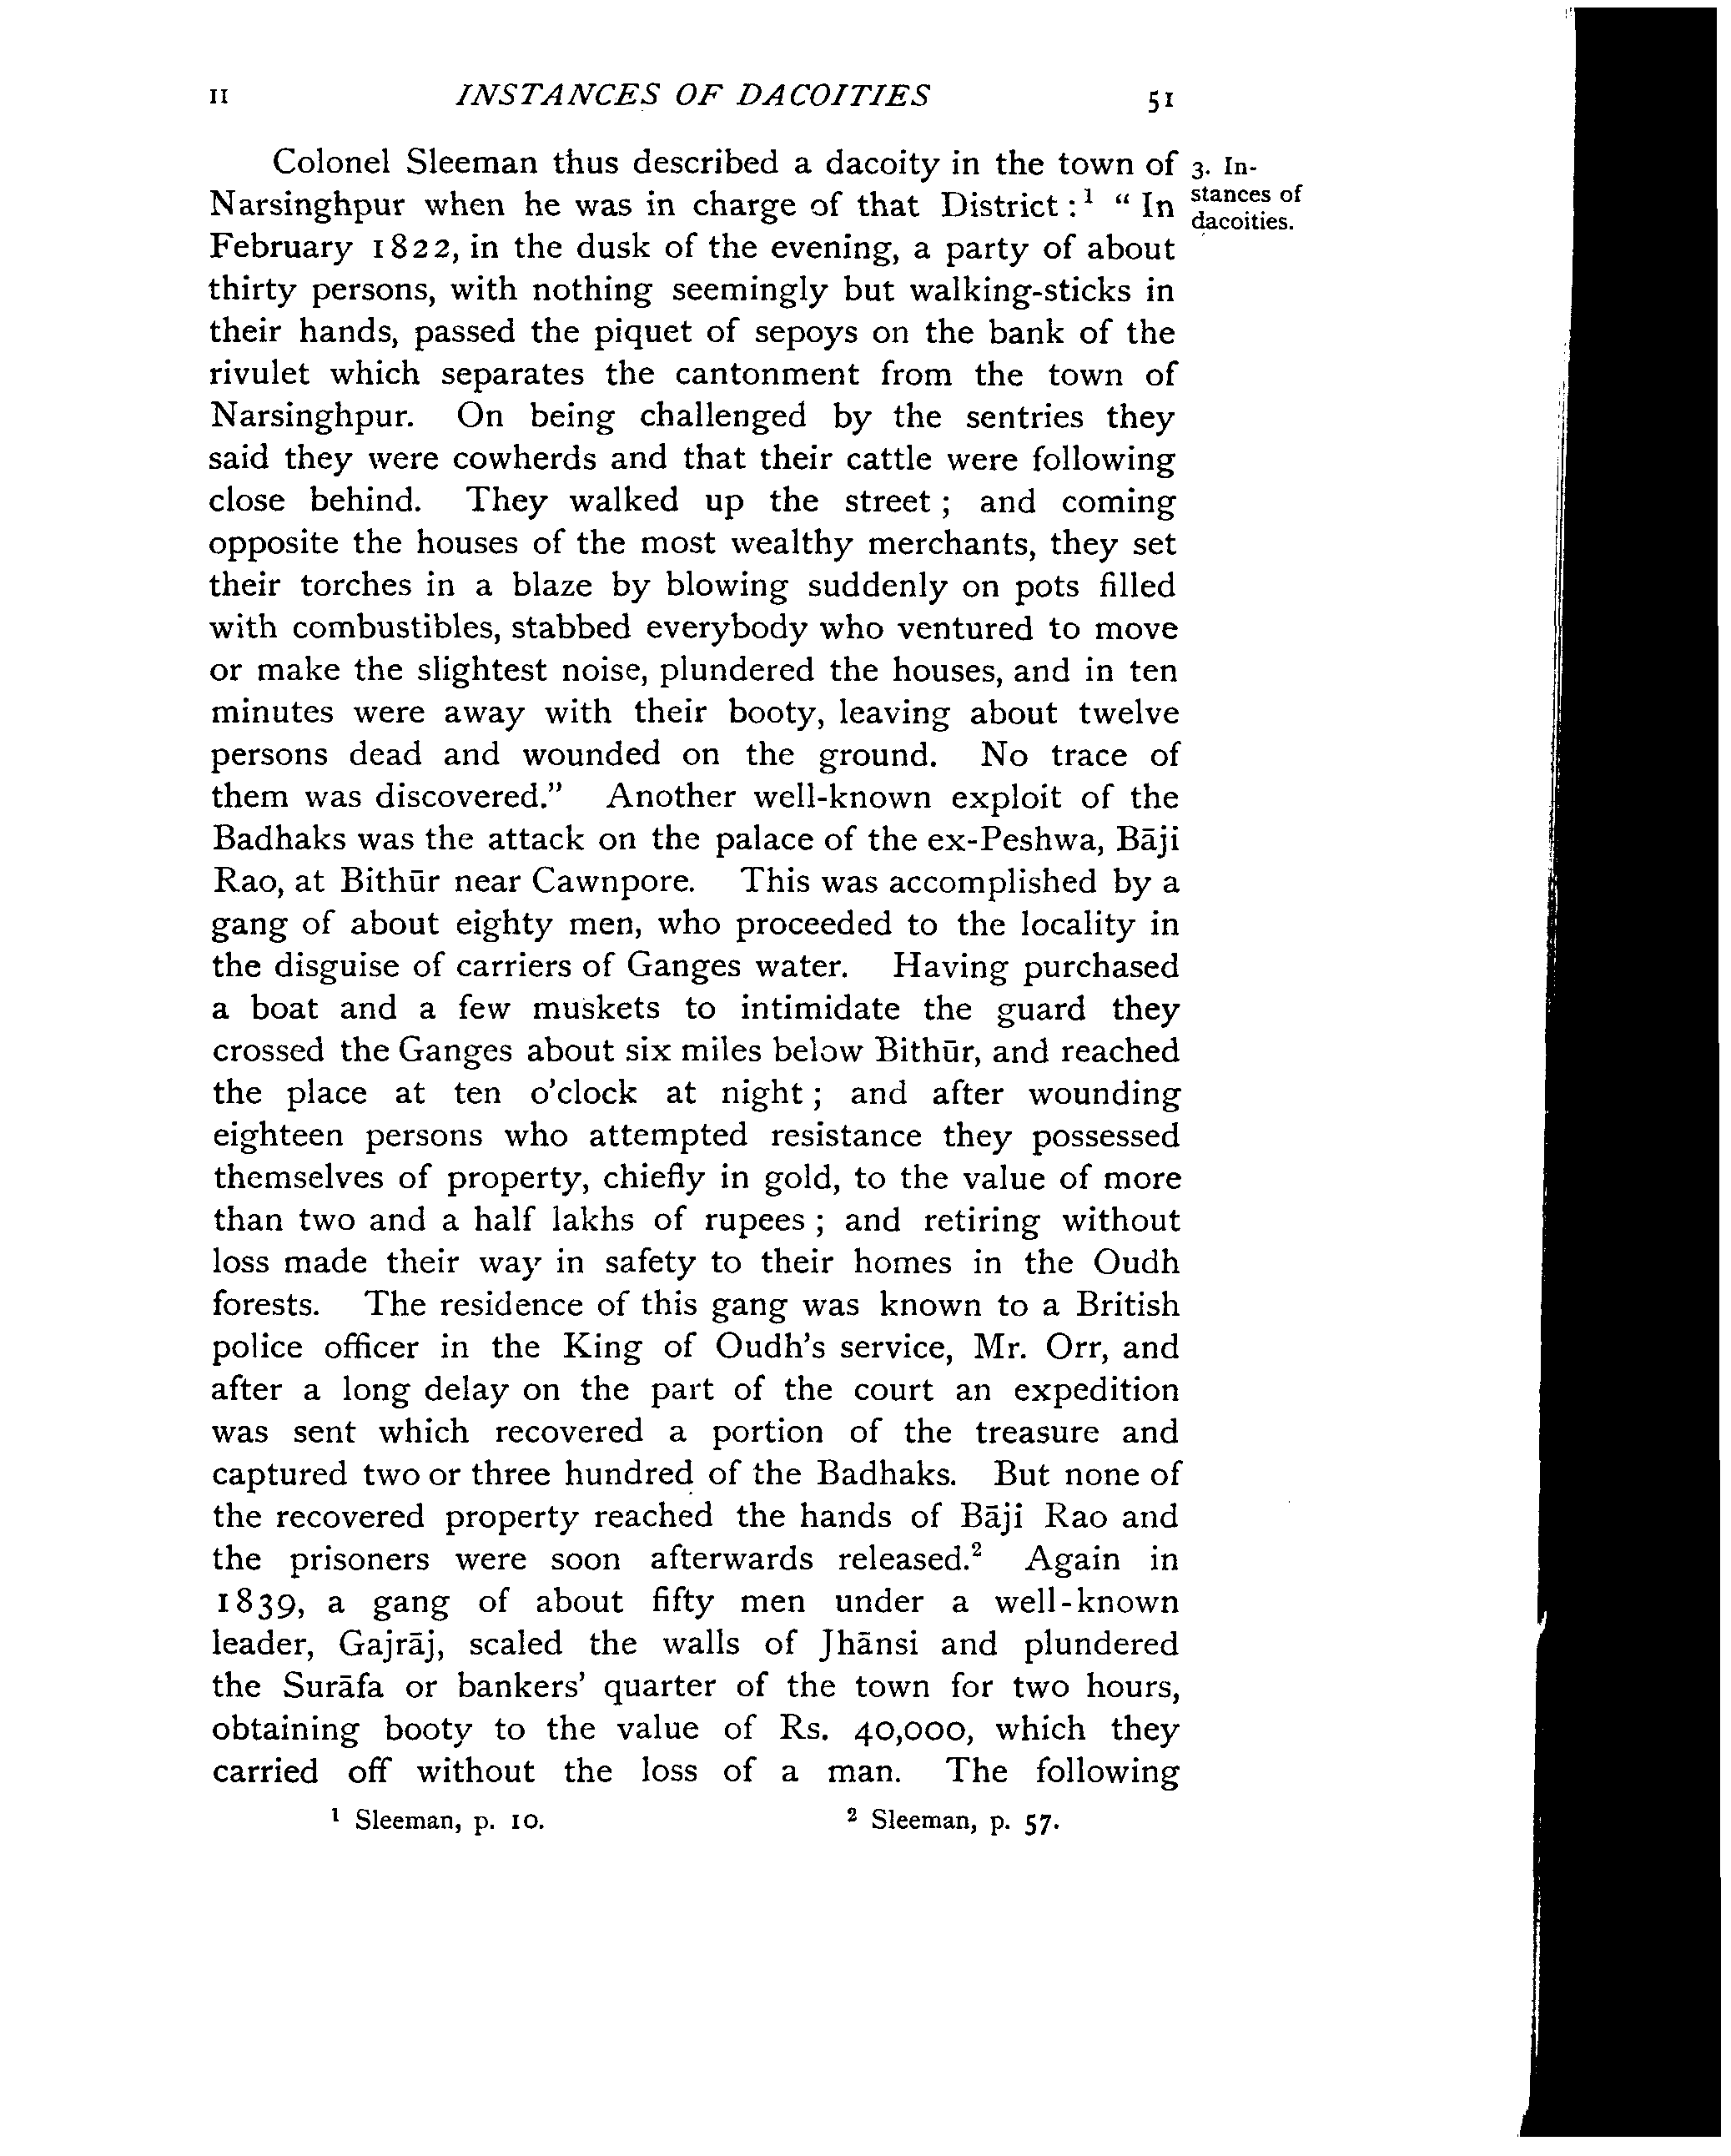 II INSTANCES OF DACOITIES 51
Colonel Sleeman thus described a dacoity in the town of
Narsinghpur when he was in charge of that District :¹ “ In
February 1822, in the dusk of the evening, a party of about
thirty persons, with nothing seemingly but walking-sticks in
their hands, passed the piquet of sepoys on the bank of the
rivulet which separates the cantonment from the town of
Narsinghpur. On being challenged by the sentries they
said they were cowherds and that their cattle were following
close behind. They walked up the street ; and coming
opposite the houses of the most wealthy merchants, they set
their torches in a blaze by blowing suddenly on pots filled
with combustibles, stabbed everybody who ventured to move
or make the slightest noise, plundered the houses, and in ten
minutes were away with their booty, leaving about twelve
persons dead and wounded on the ground. No trace of
them was discovered.” Another well-known exploit of the
Badhaks was the attack on the palace of the ex-Peshwa, Bāji
Rao, at Bithūr near Cawnpore. This was accomplished by a
gang of about eighty men, who proceeded to the locality in
the disguise of carriers of Ganges water. Having purchased
a boat and a few muskets to intimidate the guard they
crossed the Ganges about six miles below Bithūr, and reached
the place at ten o'clock at night ; and after wounding
eighteen persons who attempted resistance they possessed
themselves of property, chiefly in gold, to the value of more
than two and a half lakhs of rupees ; and retiring without
loss made their way in safety to their homes in the Oudh
forests. The residence of this gang was known to a British
police officer in the King of Oudh's service, Mr. Orr, and
after a long delay on the part of the court an expedition
was sent which recovered a portion of the treasure and
captured two or three hundred of the Badhaks. But none of
the recovered property reached the hands of Bāji Rao and
the prisoners were soon afterwards released.² Again in
1839, a gang of about fifty men under a well-known
leader, Gajrāj, scaled the walls of Jhānsi and plundered
the Surāfa or bankers' quarter of the town for two hours,
obtaining booty to the value of Rs. 40,000, which they
carried off without the loss of a man. The following
3. In-
stances of
dacoities.
¹ Sleeman, p. 10. ² Sleeman, p. 57.